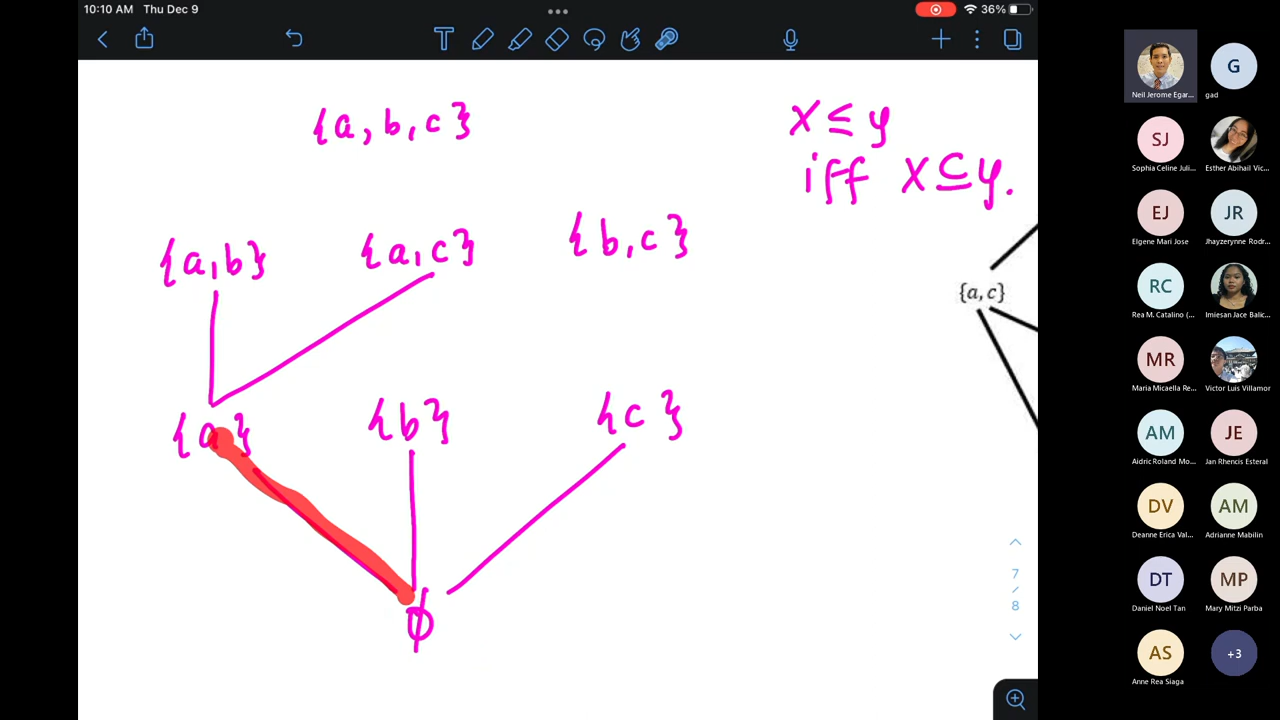 10:10 AM Thu Dec 9
36%
{a, b, c}
x ≤ y
iff x ⊆ y.
{a, b}
{a, c}
{b, c}
{a, c}
{a}
{b}
{c}
ϕ
7
/
8
Neil Jerome Egar...
G
gad
SJ
Sophia Celine Juli...
Esther Abihail Vic...
EJ
Elgene Mari Jose
JR
Jhayzerynne Rodr...
RC
Rea M. Catalino (...
Imiesan Jace Balic...
MR
Maria Micaella Re...
Victor Luis Villamor
AM
Aidric Roland Mo...
JE
Jan Rhencis Esteral
DV
Deanne Erica Val...
AM
Adrianne Mabilin
DT
Daniel Noel Tan
MP
Mary Mitzi Parba
AS
Anne Rea Siaga
+3